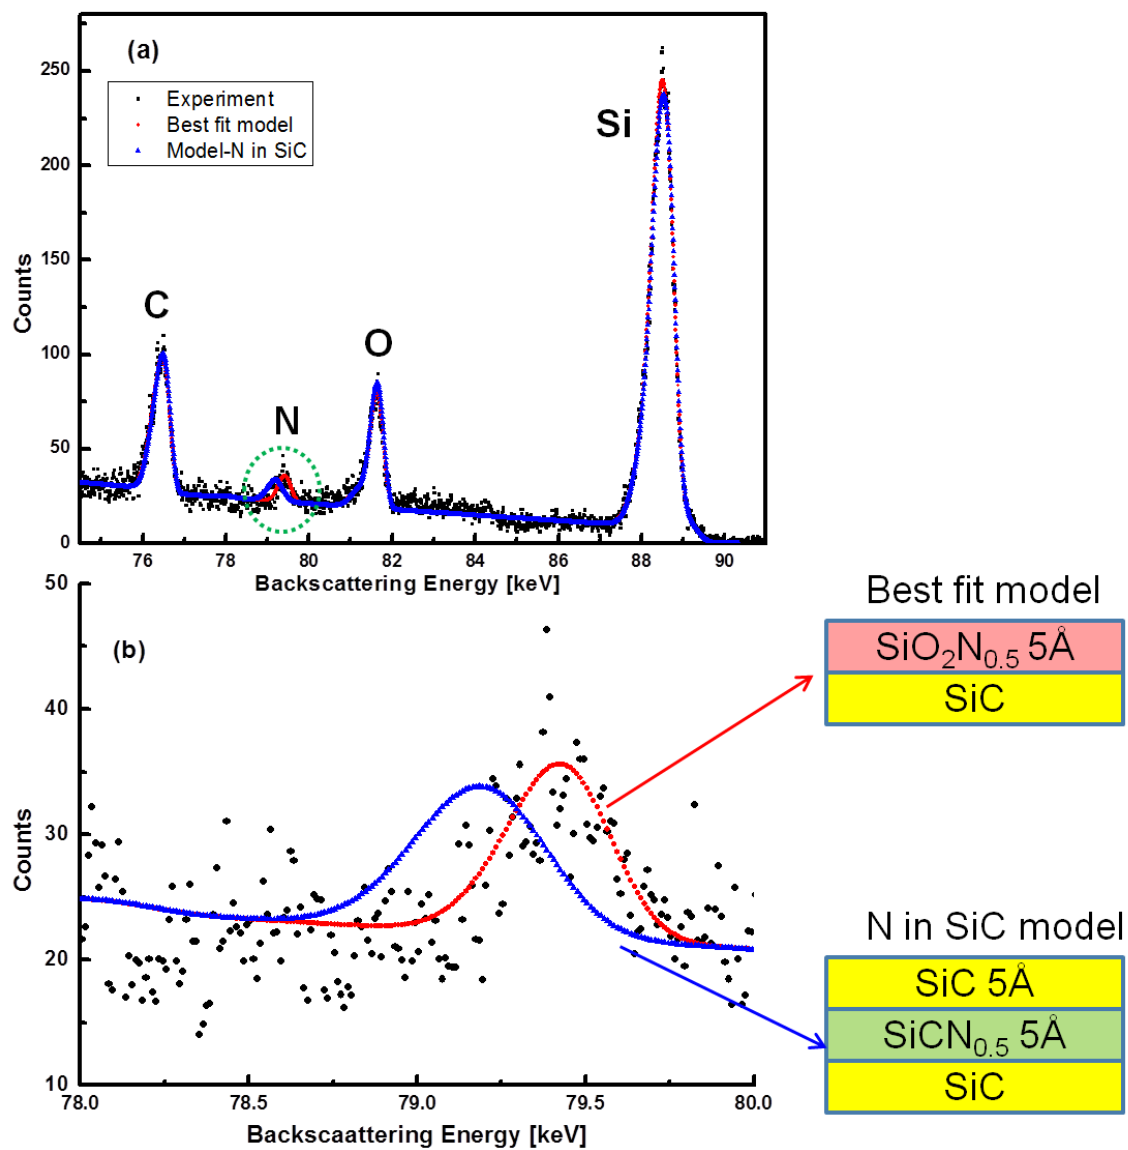 (a)
Experiment
Best fit model
Model-N in SiC
Si
C
N
O
Counts
250
200
150
100
50
0
76 78 80 82 84 86 88 90
Backscattering Energy [keV]
(b)
Counts
50
40
30
20
10
78.0 78.5 79.0 79.5 80.0
Backscaattering Energy [keV]
Best fit model
SiO₂N₀.₅ 5Å
SiC
N in SiC model
SiC 5Å
SiCN₀.₅ 5Å
SiC